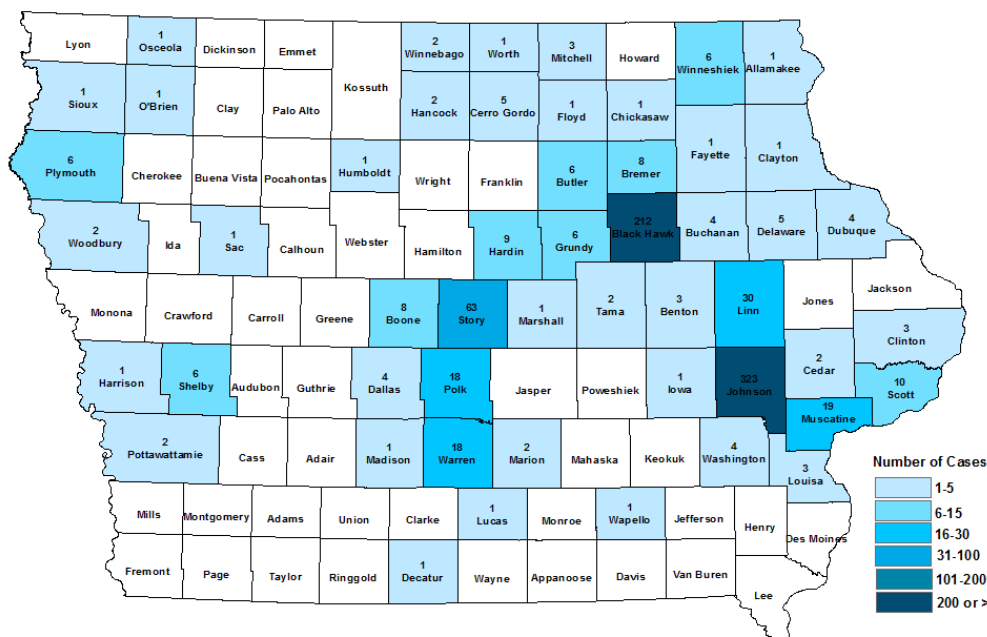 Lyon
1
Osceola
Dickinson
Emmet
Kossuth
2
Winnebago
1
Worth
3
Mitchell
Howard
6
Winneshiek
1
Allamakee
1
Sioux
1
O'Brien
Clay
Palo Alto
2
Hancock
5
Cerro Gordo
1
Floyd
1
Chickasaw
1
Fayette
1
Clayton
6
Plymouth
Cherokee
Buena Vista
Pocahontas
1
Humboldt
Wright
Franklin
6
Butler
8
Bremer
2
Woodbury
Ida
1
Sac
Calhoun
Webster
Hamilton
9
Hardin
6
Grundy
212
Black Hawk
4
Buchanan
5
Delaware
4
Dubuque
Monona
Crawford
Carroll
Greene
8
Boone
63
Story
1
Marshall
2
Tama
3
Benton
30
Linn
Jones
Jackson
3
Clinton
1
Harrison
6
Shelby
Audubon
Guthrie
4
Dallas
18
Polk
Jasper
Poweshiek
1
Iowa
323
Johnson
2
Cedar
10
Scott
19
Muscatine
2
Pottawattamie
Cass
Adair
1
Madison
18
Warren
2
Marion
Mahaska
Keokuk
4
Washington
3
Louisa
Mills
Montgomery
Adams
Union
Clarke
1
Lucas
Monroe
1
Wapello
Jefferson
Henry
Des Moines
Fremont
Page
Taylor
Ringgold
1
Decatur
Wayne
Appanoose
Davis
Van Buren
Lee
Number of Cases
1-5
6-15
16-30
31-100
101-200
200 or >